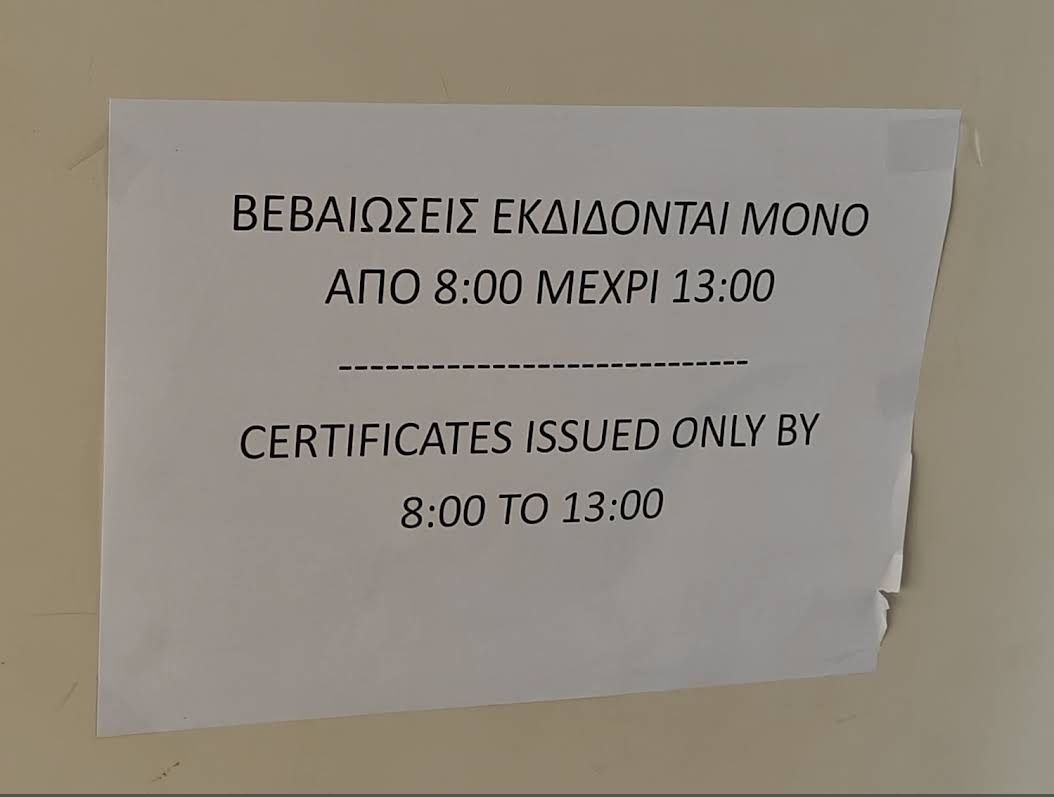 ΒΕΒΑΙΩΣΕΙΣ ΕΚΔΙΔΟΝΤΑΙ ΜΟΝΟ
ΑΠΟ 8:00 ΜΕΧΡΙ 13:00
---------------------------
CERTIFICATES ISSUED ONLY BY
8:00 TO 13:00